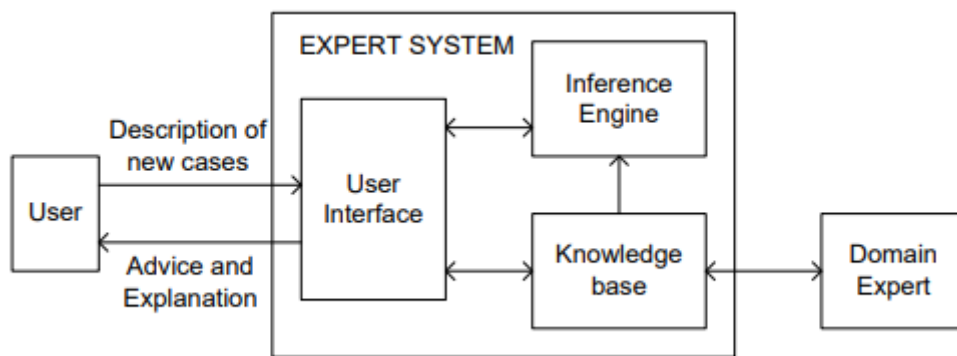 EXPERT SYSTEM
Inference
Engine
Description of
new cases
User
User
Interface
Advice and
Explanation
Knowledge
base
Domain
Expert